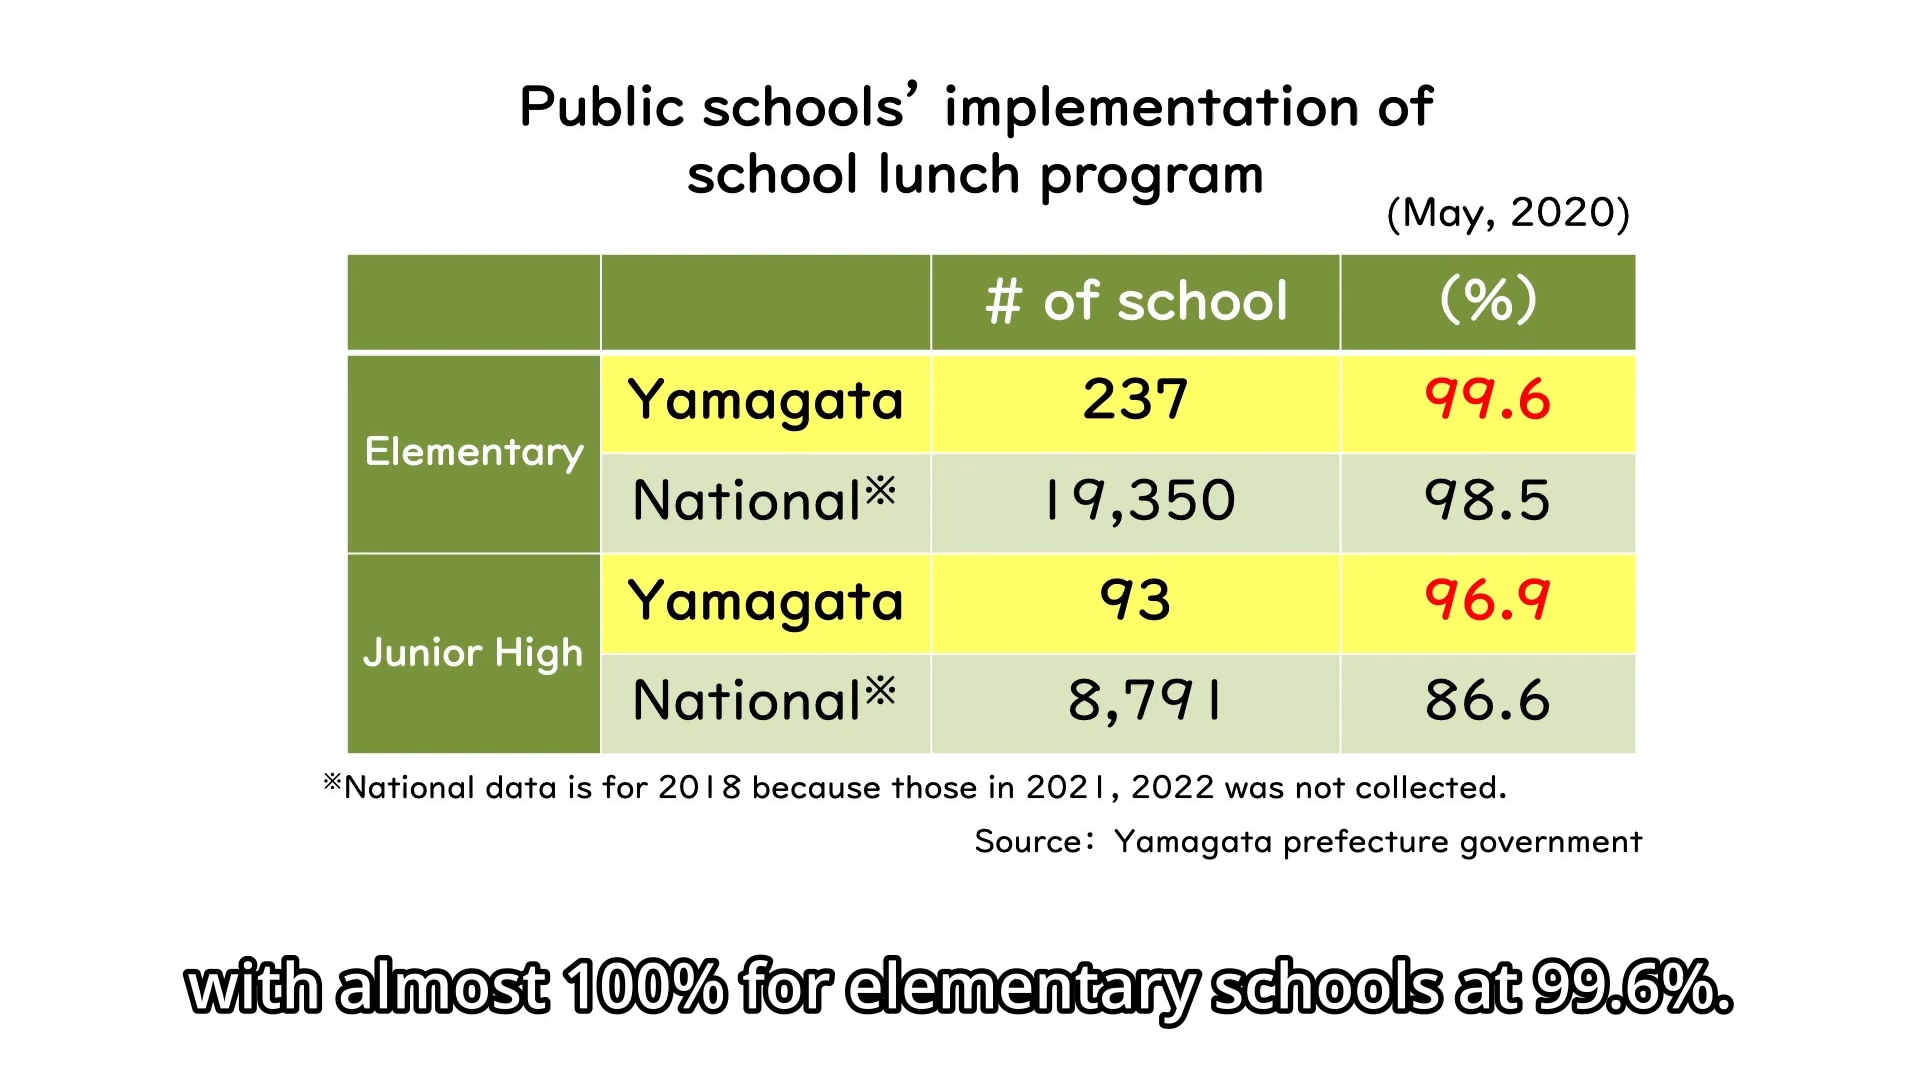 Public schools’ implementation of
school lunch program
(May, 2020)
# of school (%)
Elementary
Yamagata 237 99.6
National※ 19,350 98.5
Junior High
Yamagata 93 96.9
National※ 8,791 86.6
※National data is for 2018 because those in 2021, 2022 was not collected.
Source: Yamagata prefecture government
with almost 100% for elementary schools at 99.6%.